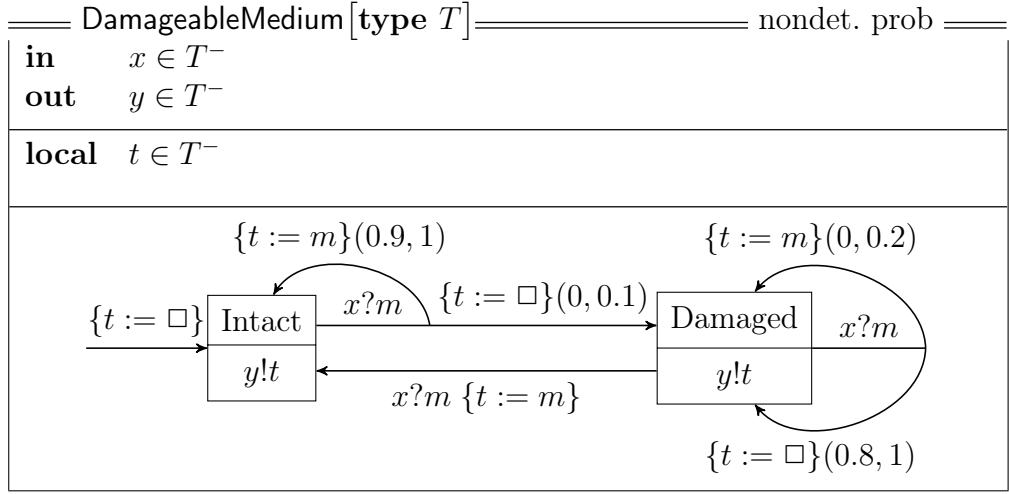 DamageableMedium[type T] nondet. prob
in x ∈ T⁻
out y ∈ T⁻
local t ∈ T⁻
{t := m}(0.9, 1)
{t := m}(0, 0.2)
{t := □}
Intact
x?m
{t := □}(0, 0.1)
Damaged
x?m
y!t
y!t
x?m {t := m}
{t := □}(0.8, 1)